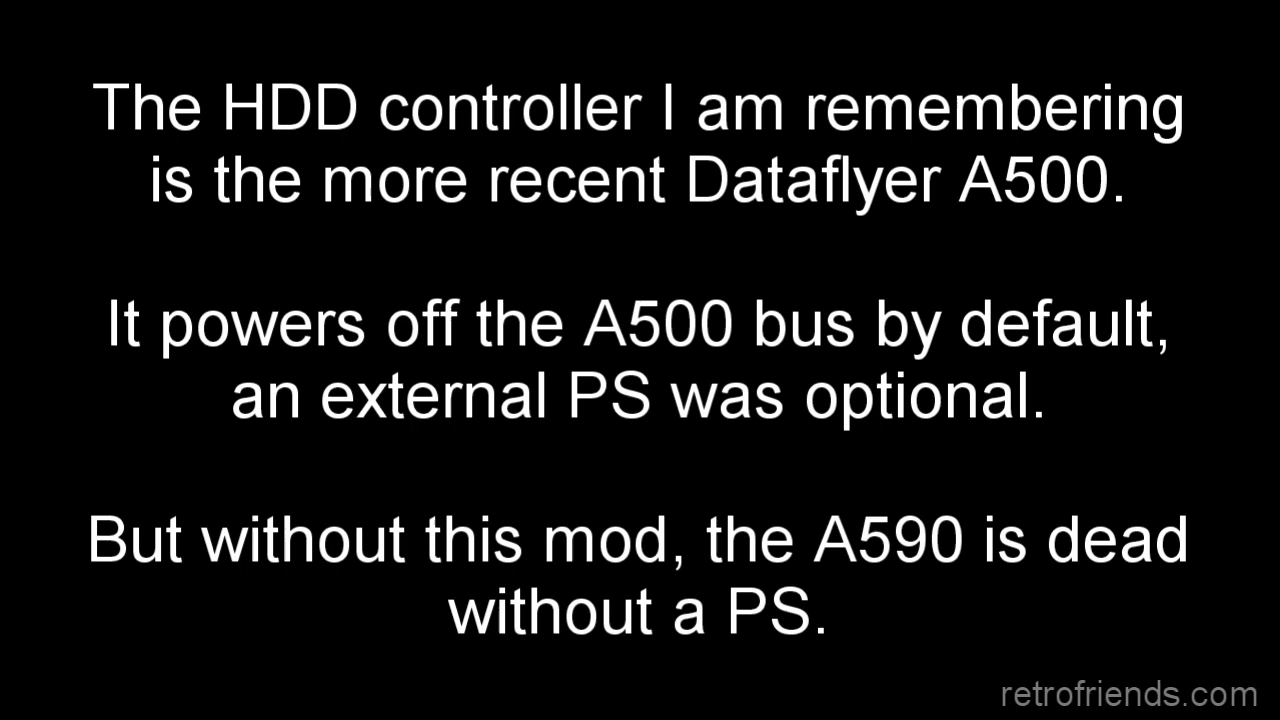 The HDD controller I am remembering
is the more recent Dataflyer A500.
It powers off the A500 bus by default,
an external PS was optional.
But without this mod, the A590 is dead
without a PS.
retrofriends.com